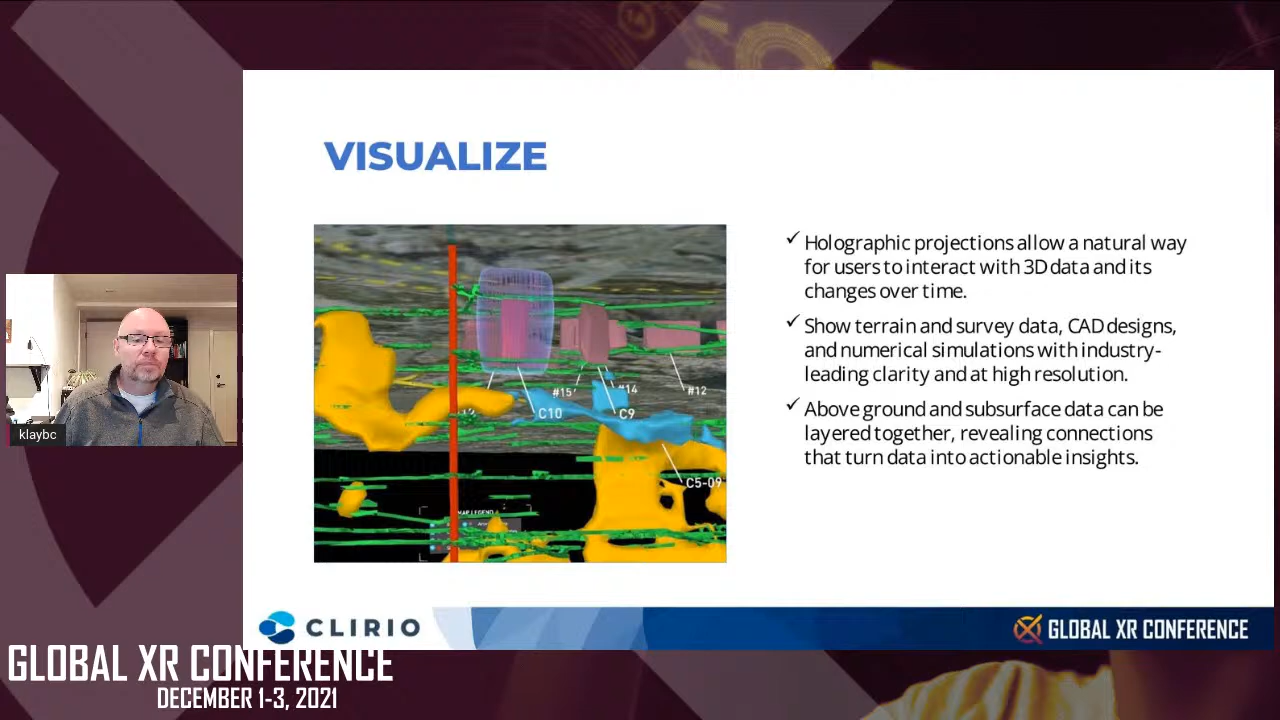 VISUALIZE
Holographic projections allow a natural way
for users to interact with 3D data and its
changes over time.
Show terrain and survey data, CAD designs,
and numerical simulations with industry-
leading clarity and at high resolution.
Above ground and subsurface data can be
layered together, revealing connections
that turn data into actionable insights.
#15
#14
#12
C10
C9
C5-09
MAP LEGEND
klaybc
CLIRIO
GLOBAL XR CONFERENCE
GLOBAL XR CONFERENCE
DECEMBER 1-3, 2021